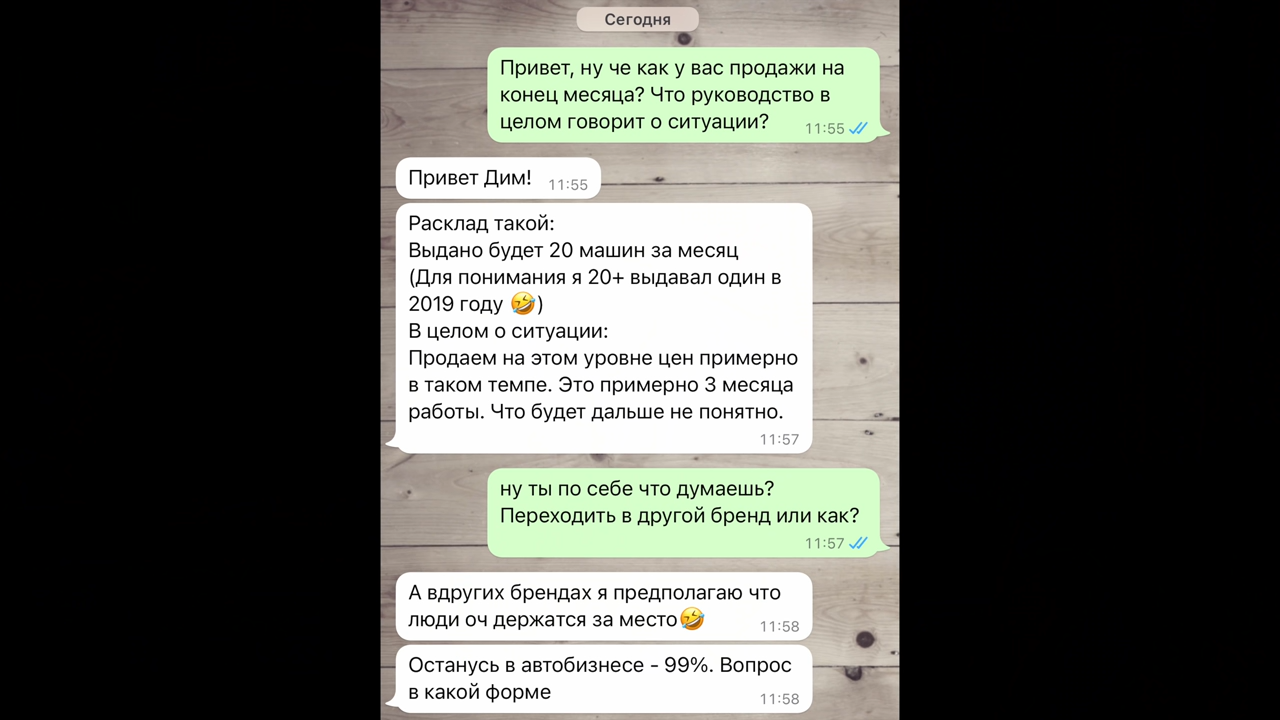 Сегодня
Привет, ну че как у вас продажи на
конец месяца? Что руководство в
целом говорит о ситуации?
11:55
Привет Дим!
11:55
Расклад такой:
Выдано будет 20 машин за месяц
(Для понимания я 20+ выдавал один в
2019 году 🤣)
В целом о ситуации:
Продаем на этом уровне цен примерно
в таком темпе. Это примерно 3 месяца
работы. Что будет дальше не понятно.
11:57
ну ты по себе что думаешь?
Переходить в другой бренд или как?
11:57
А вдругих брендах я предполагаю что
люди оч держатся за место🤣
11:58
Останусь в автобизнесе - 99%. Вопрос
в какой форме
11:58